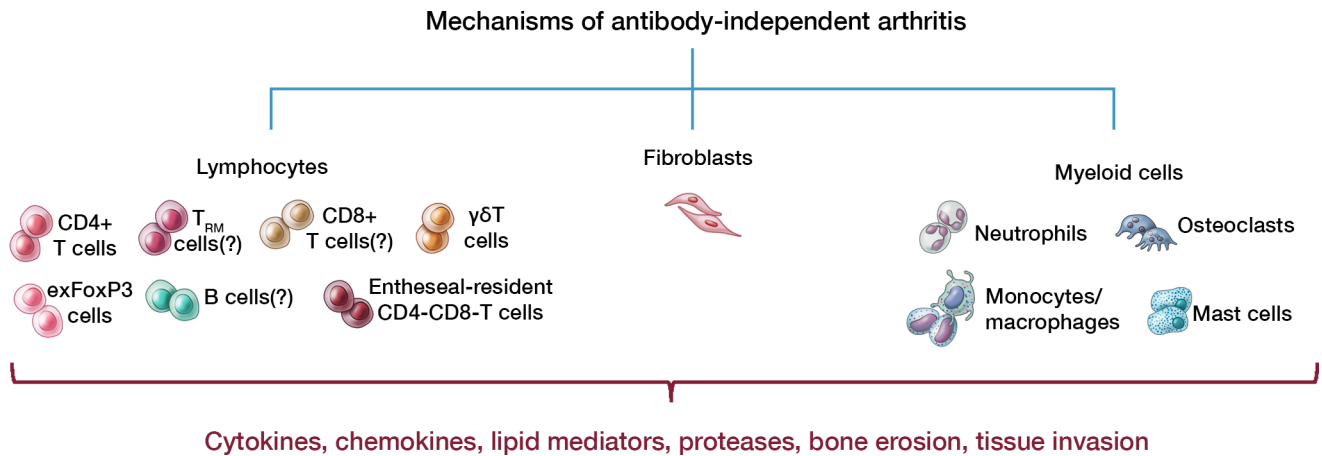 Mechanisms of antibody-independent arthritis
Lymphocytes
Fibroblasts
Myeloid cells
CD4+
T cells
TRM
cells(?)
CD8+
T cells(?)
γδT
cells
exFoxP3
cells
B cells(?)
Entheseal-resident
CD4-CD8-T cells
Neutrophils
Osteoclasts
Monocytes/
macrophages
Mast cells
Cytokines, chemokines, lipid mediators, proteases, bone erosion, tissue invasion